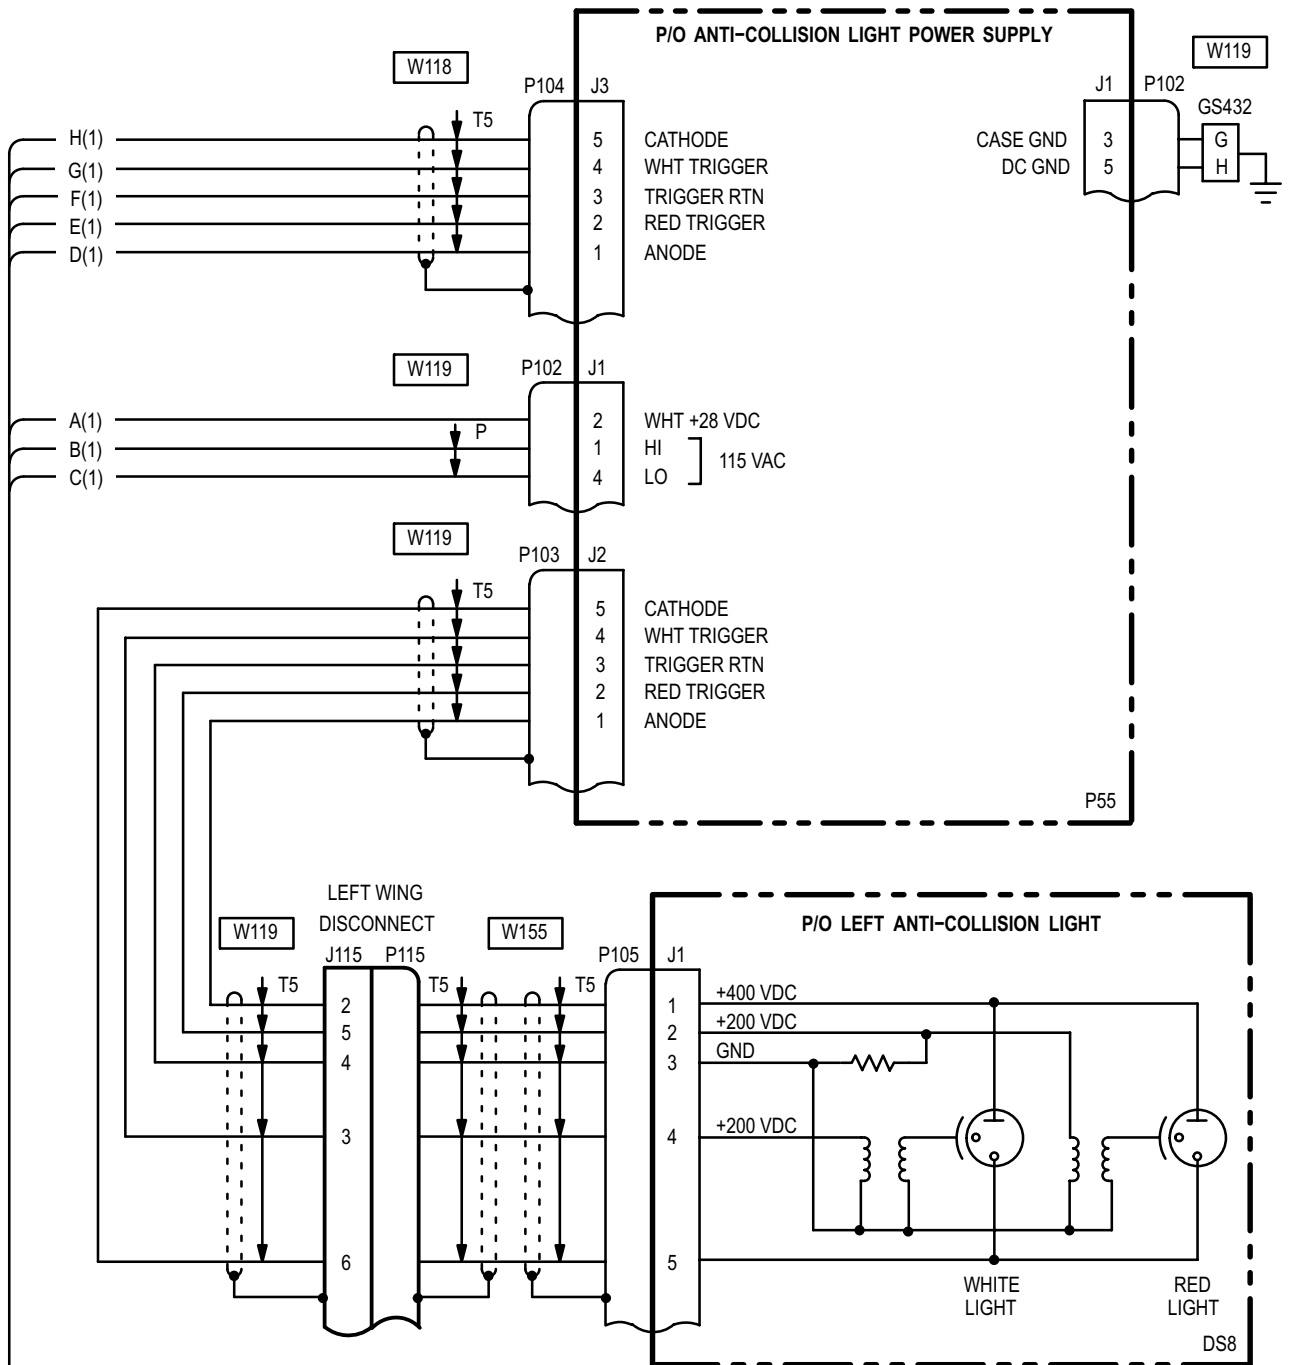 P/O ANTI−COLLISION LIGHT POWER SUPPLY
W118
W119
P104 J3
J1 P102
GS432
T5
H(1) 5 CATHODE
G(1) 4 WHT TRIGGER
F(1) 3 TRIGGER RTN
E(1) 2 RED TRIGGER
D(1) 1 ANODE
CASE GND 3 G
DC GND 5 H
W119
P102 J1
A(1) 2 WHT +28 VDC
P
B(1) 1 HI
C(1) 4 LO
115 VAC
W119
P103 J2
T5
5 CATHODE
4 WHT TRIGGER
3 TRIGGER RTN
2 RED TRIGGER
1 ANODE
P55
LEFT WING
DISCONNECT
W119
W155
J115 P115
P105 J1
P/O LEFT ANTI−COLLISION LIGHT
T5 T5 T5
2 1 +400 VDC
5 2 +200 VDC
4 3 GND
3 4 +200 VDC
6 5
WHITE
LIGHT
RED
LIGHT
DS8